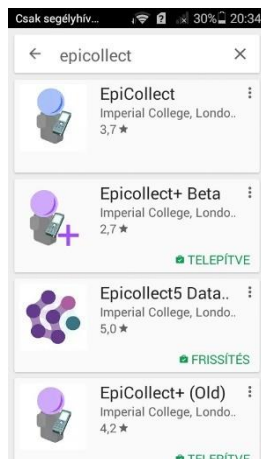 Csak segélyhív... 30% 20:34
epicollect
EpiCollect
Imperial College, Londo..
3,7
Epicollect+ Beta
Imperial College, Londo..
2,7
TELEPÍTVE
Epicollect5 Data..
Imperial College, Londo..
5,0
FRISSÍTÉS
EpiCollect+ (Old)
Imperial College, Londo..
4,2
TELEPÍTVE